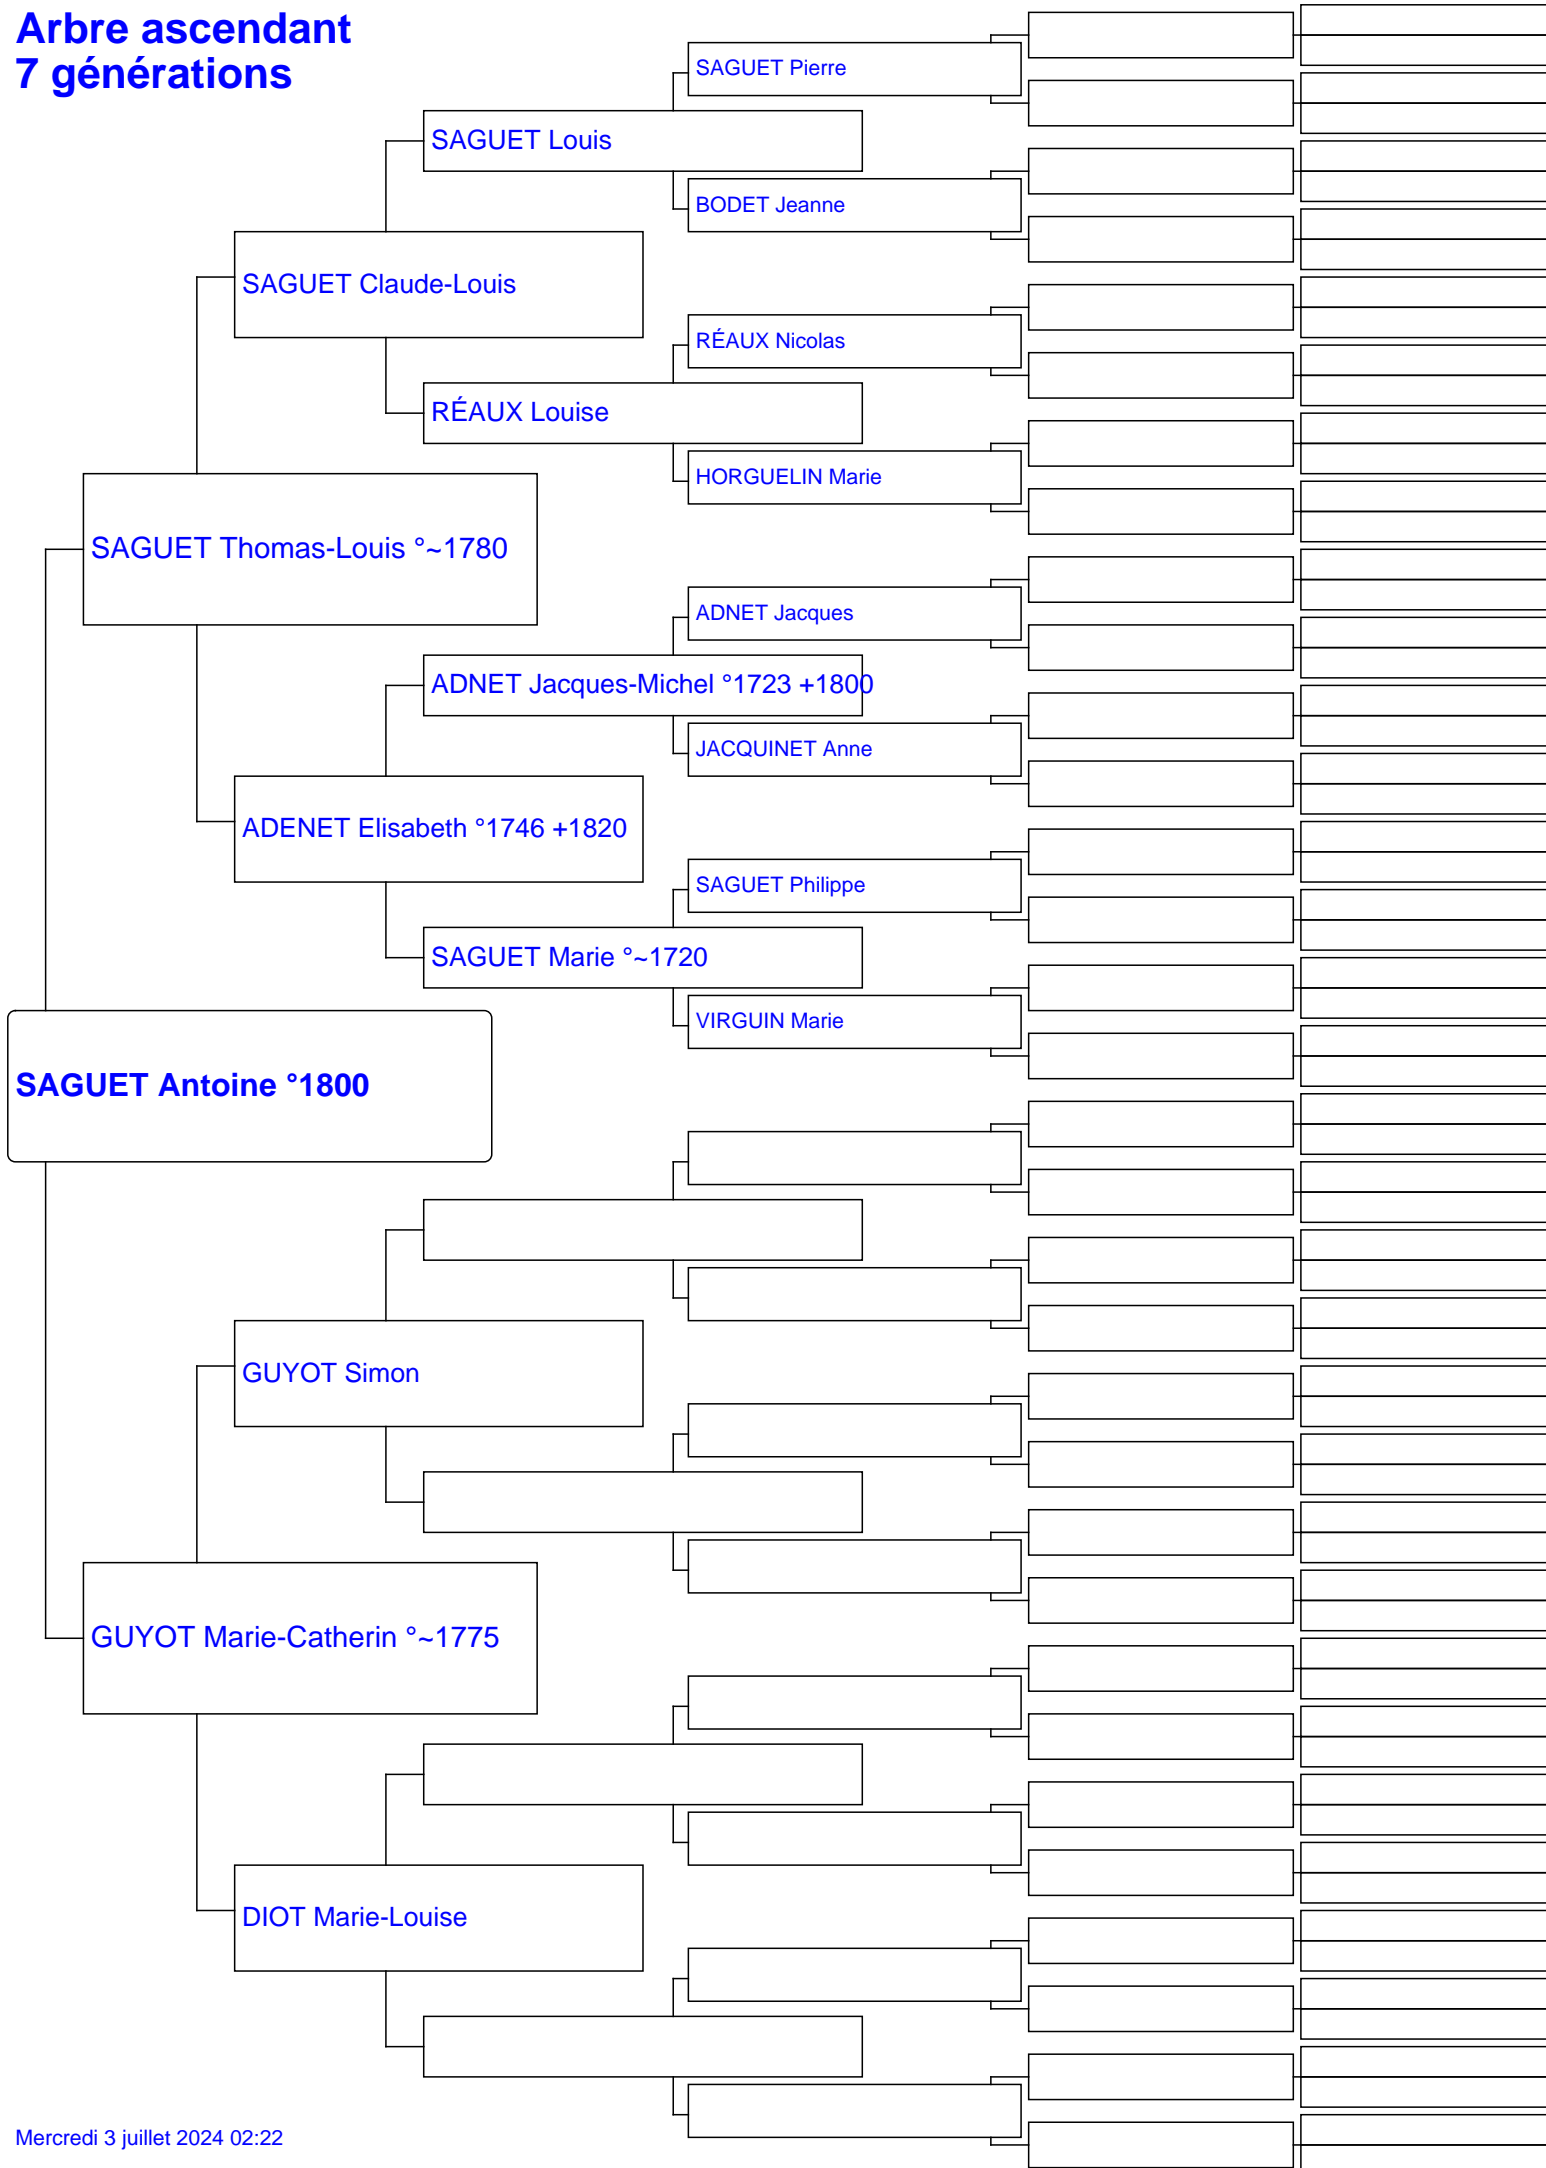 Arbre ascendant
7 générations
SAGUET Pierre
SAGUET Louis
BODET Jeanne
SAGUET Claude-Louis
RÉAUX Nicolas
RÉAUX Louise
HORGUELIN Marie
SAGUET Thomas-Louis °~1780
ADNET Jacques
ADNET Jacques-Michel °1723 +1800
JACQUINET Anne
ADENET Elisabeth °1746 +1820
SAGUET Philippe
SAGUET Marie °~1720
VIRGUIN Marie
SAGUET Antoine °1800
GUYOT Simon
GUYOT Marie-Catherin °~1775
DIOT Marie-Louise
Mercredi 3 juillet 2024 02:22